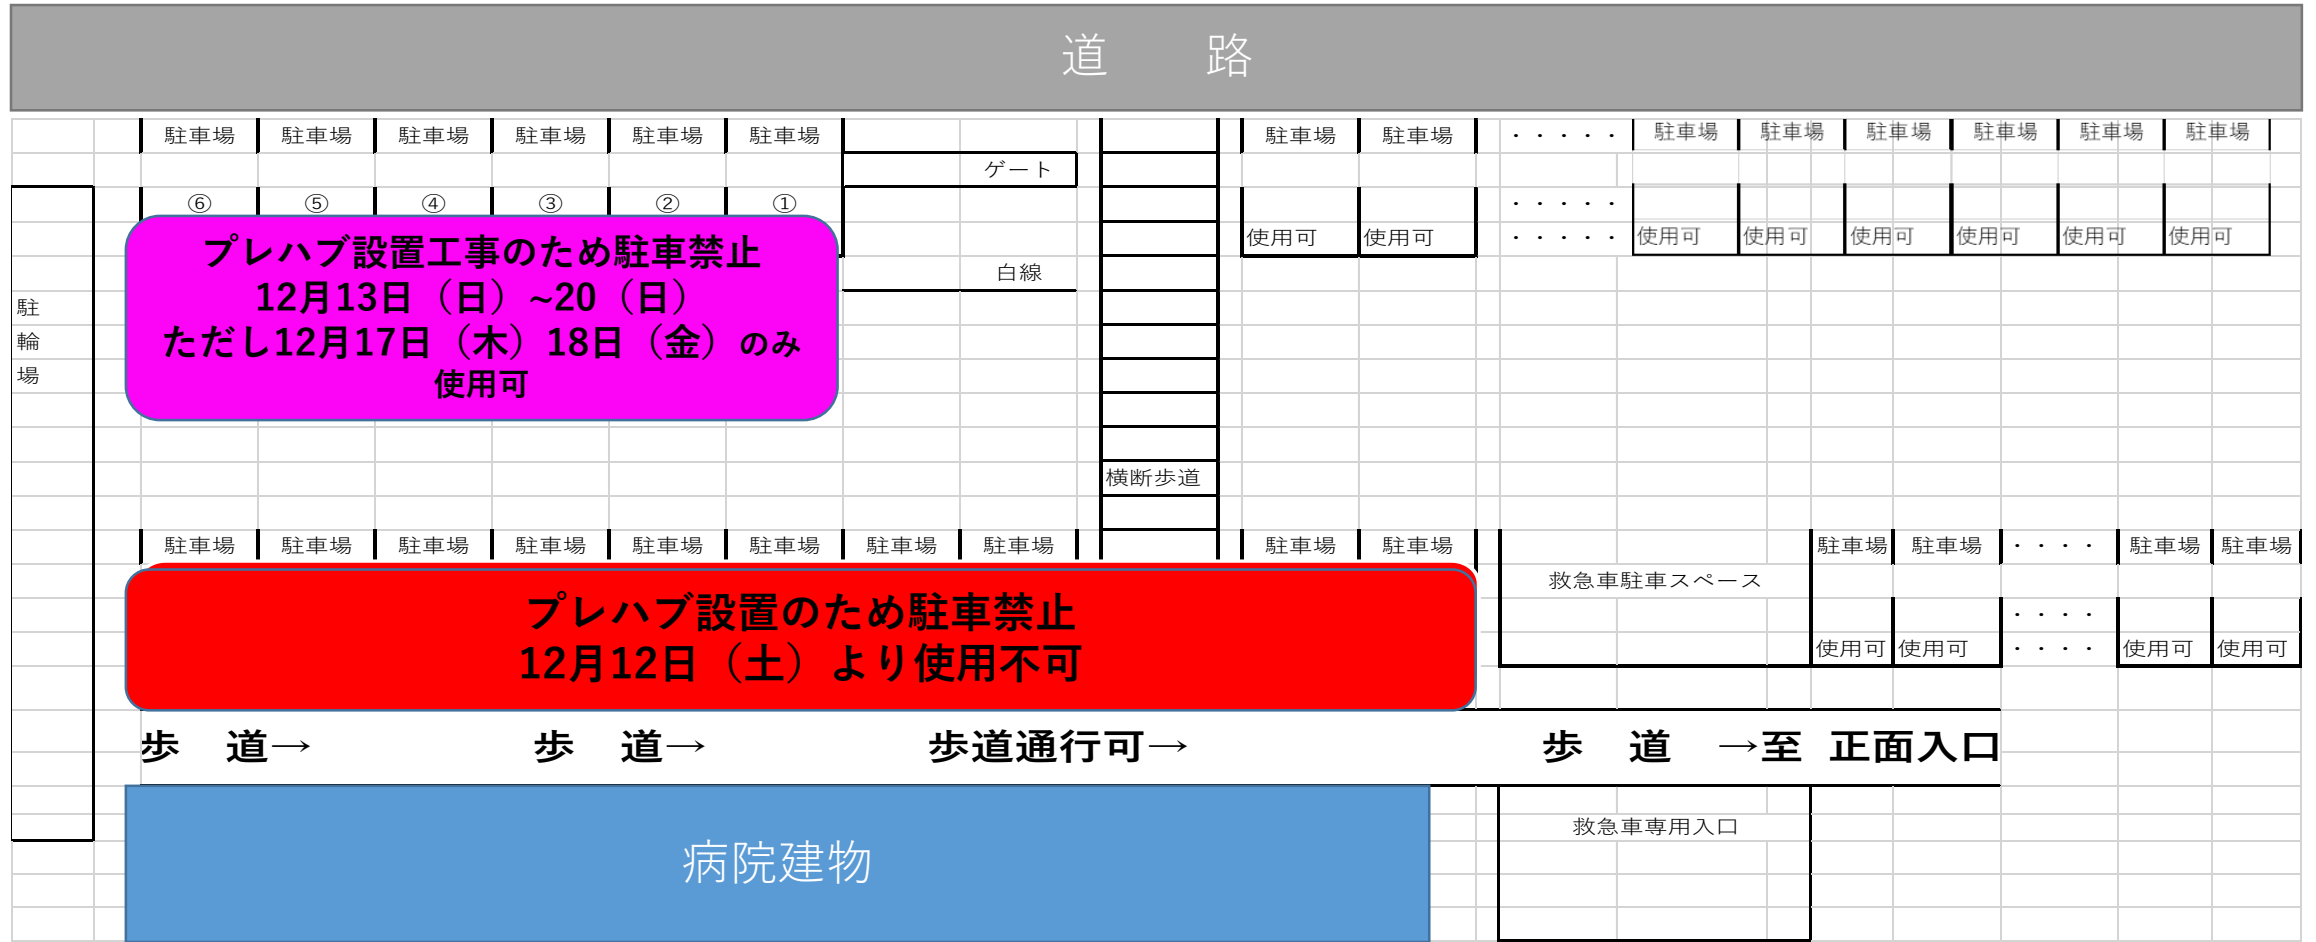 道　　路
駐車場 駐車場 駐車場 駐車場 駐車場 駐車場 駐車場 駐車場 ・・・・・ 駐車場 駐車場 駐車場 駐車場 駐車場 駐車場
ゲート
⑥ ⑤ ④ ③ ② ① ・・・・・
使用可 使用可 ・・・・・ 使用可 使用可 使用可 使用可 使用可 使用可
プレハブ設置工事のため駐車禁止
12月13日（日）~20（日）
ただし12月17日（木）18日（金）のみ
使用可
白線
駐
輪
場
横断歩道
駐車場 駐車場 駐車場 駐車場 駐車場 駐車場 駐車場 駐車場 駐車場 駐車場 駐車場 駐車場 ・・・・ 駐車場 駐車場
救急車駐車スペース
・・・・
使用可 使用可 ・・・・ 使用可 使用可
プレハブ設置のため駐車禁止
12月12日（土）より使用不可
歩　道→ 歩　道→ 歩道通行可→ 歩　道　→至 正面入口
救急車専用入口
病院建物